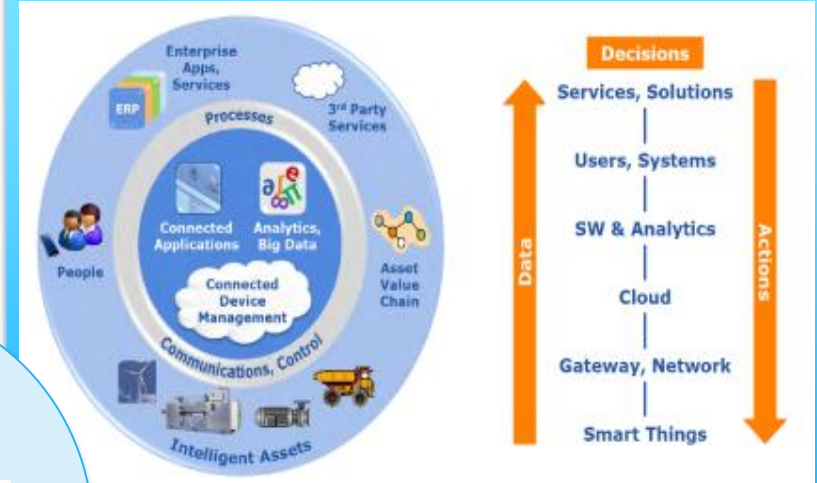 Enterprise
Apps,
Services
ERP
3rd Party
Services
Processes
Connected
Applications
Analytics,
Big Data
People
Asset
Value
Chain
Connected
Device
Management
Communications, Control
Intelligent Assets
Decisions
Services, Solutions
Users, Systems
SW & Analytics
Cloud
Gateway, Network
Smart Things
Data
Actions